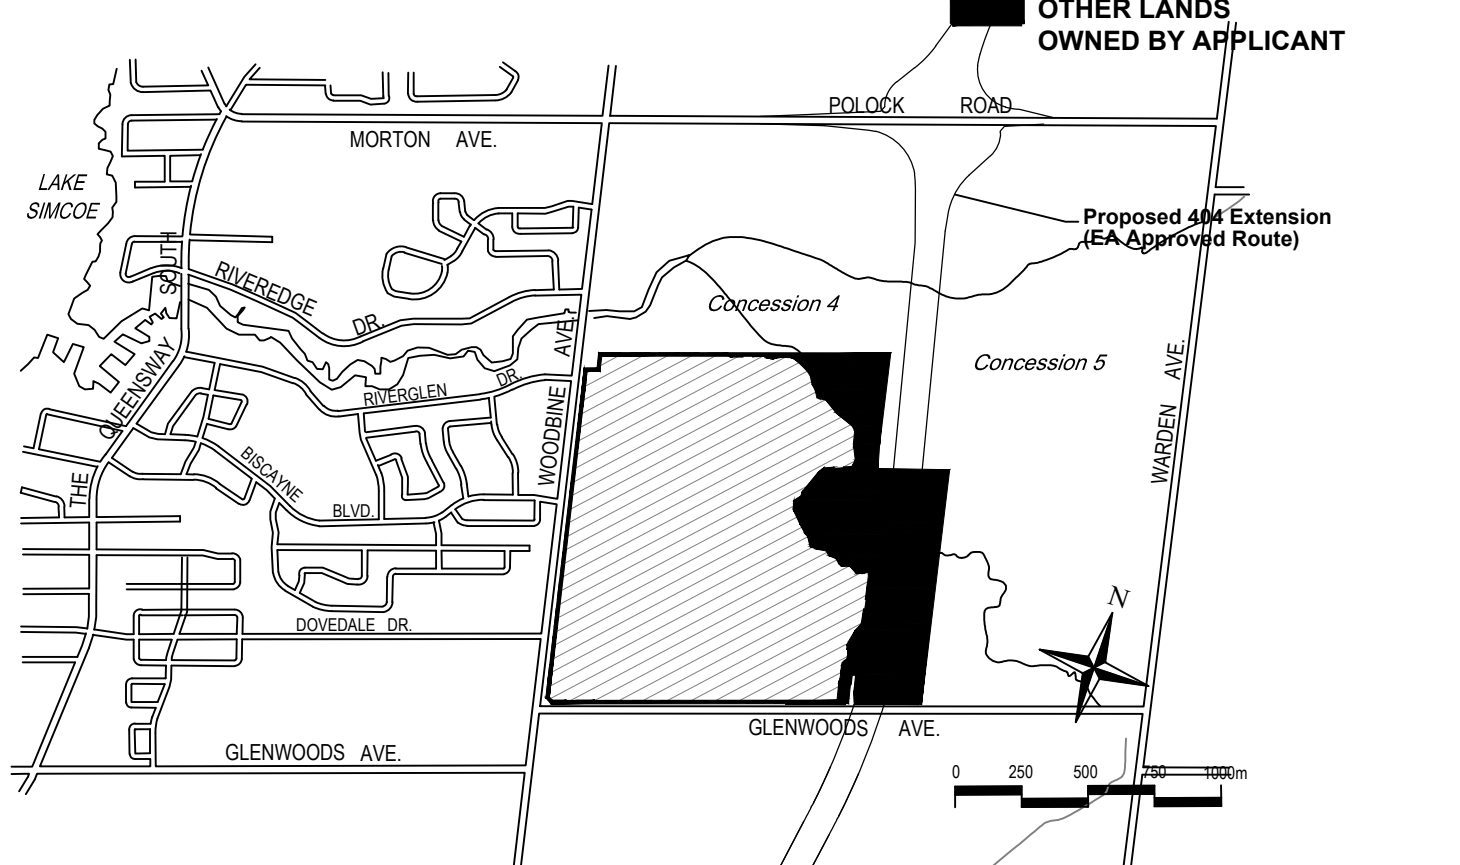 OTHER LANDS
OWNED BY APPLICANT
POLOCK ROAD
MORTON AVE.
LAKE
SIMCOE
Proposed 404 Extension
(EA Approved Route)
SOUTH
RIVEREDGE DR.
Concession 4
Concession 5
WOODBINE AVE.
WARDEN AVE.
THE QUEENSWAY
RIVERGLEN DR.
BISCAYNE BLVD.
DOVEDALE DR.
N
GLENWOODS AVE.
GLENWOODS AVE.
0 250 500 750 1000m